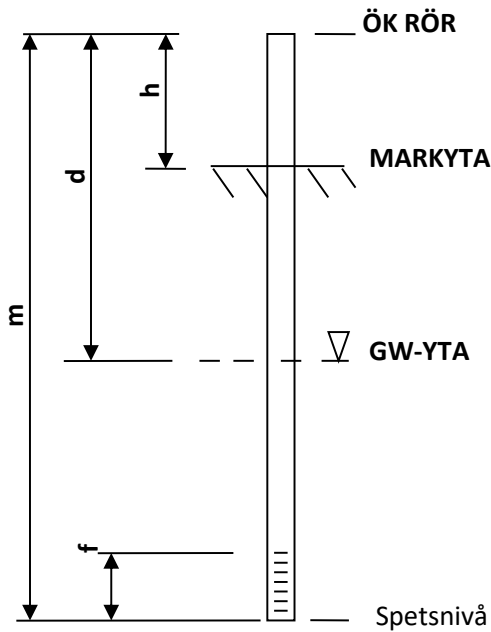 ÖK RÖR
h
MARKYTA
d
m
GW-YTA
f
Spetsnivå